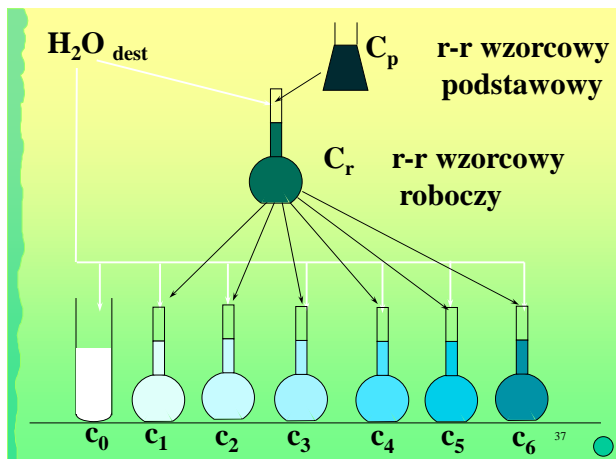 H₂O dest
Cₚ
r-r wzorcowy
podstawowy
Cᵣ
r-r wzorcowy
roboczy
c₀ c₁ c₂ c₃ c₄ c₅ c₆
37